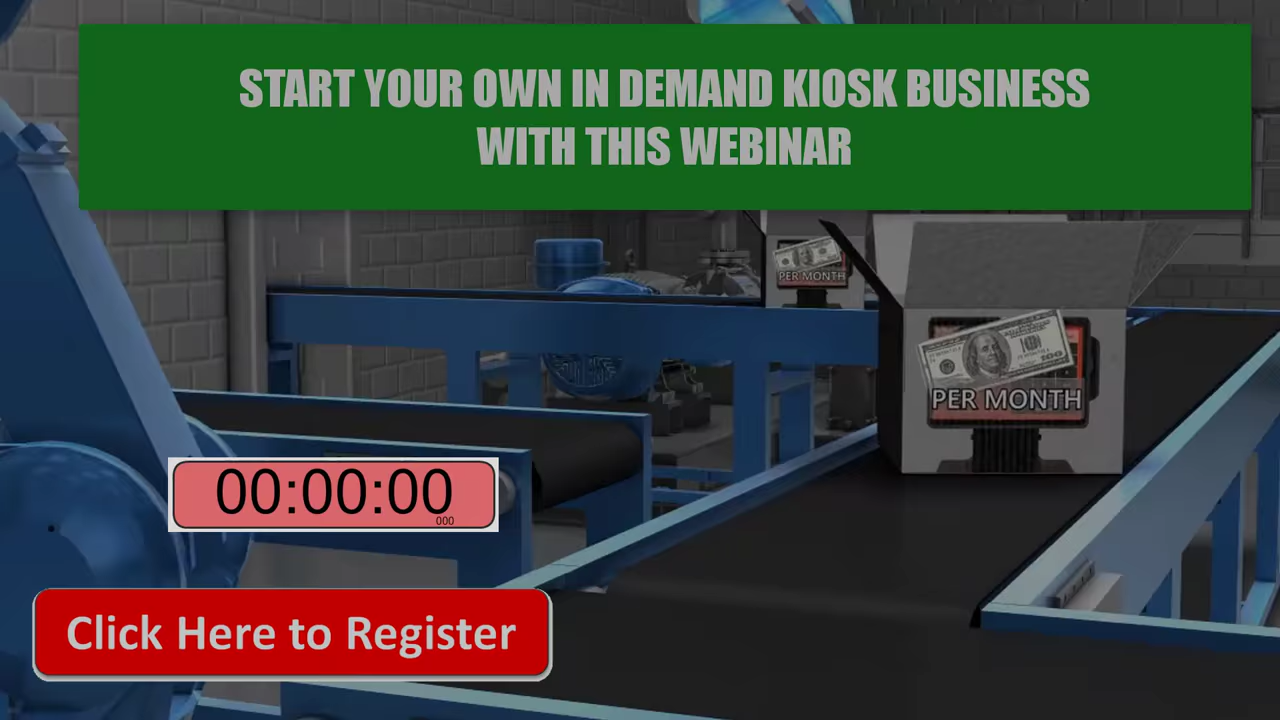 START YOUR OWN IN DEMAND KIOSK BUSINESS
WITH THIS WEBINAR
PER MONTH
PER MONTH
00:00:00
000
Click Here to Register